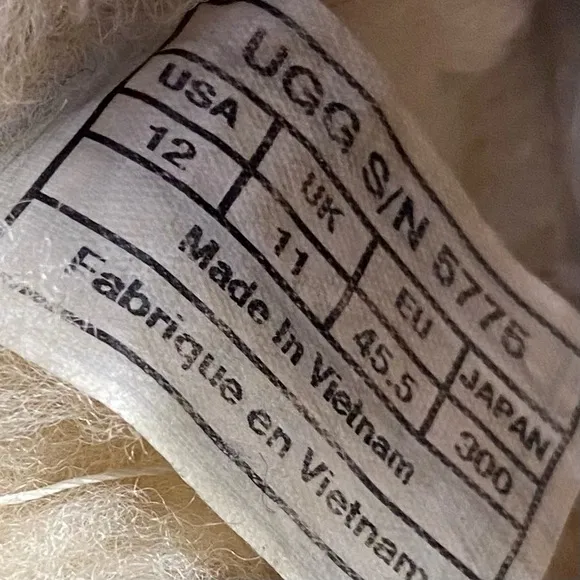 UGG S/N 5775
USA UK EU JAPAN
12 11 45.5 300
Made in Vietnam
Fabrique en Vietnam